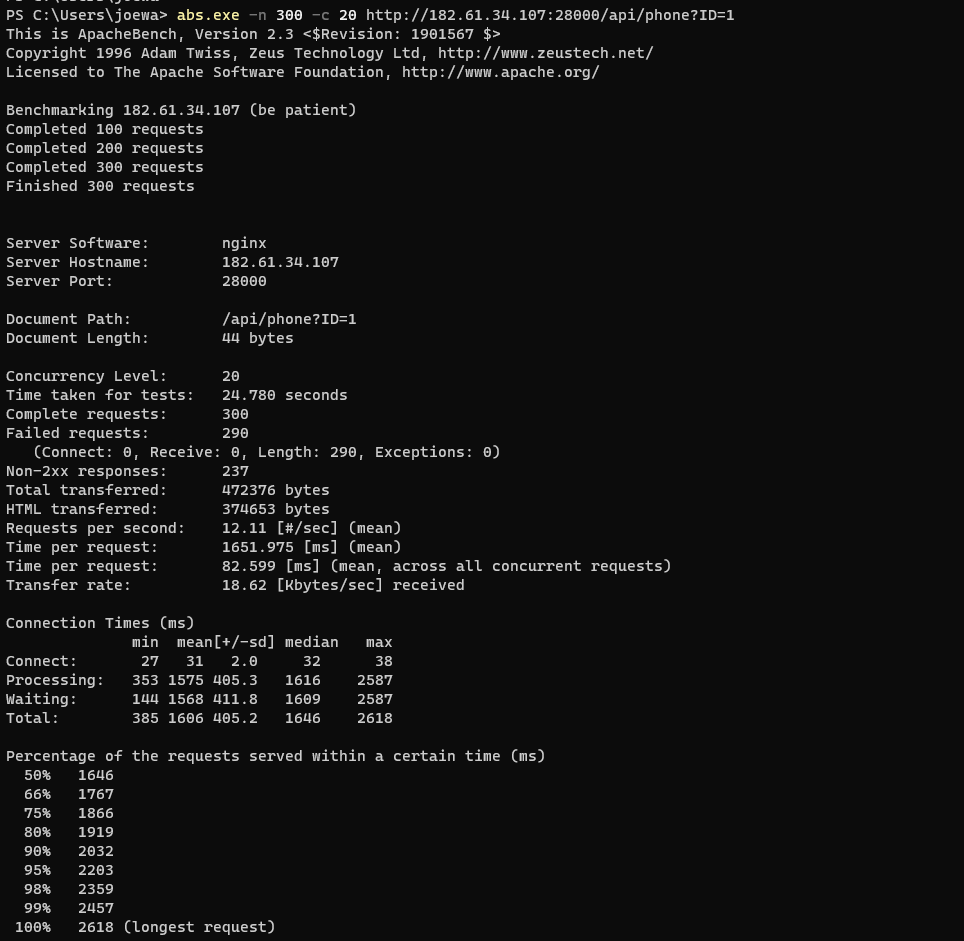 PS C:\Users\joewa> abs.exe -n 300 -c 20 http://182.61.34.107:28000/api/phone?ID=1
This is ApacheBench, Version 2.3 <$Revision: 1901567 $>
Copyright 1996 Adam Twiss, Zeus Technology Ltd, http://www.zeustech.net/
Licensed to The Apache Software Foundation, http://www.apache.org/

Benchmarking 182.61.34.107 (be patient)
Completed 100 requests
Completed 200 requests
Completed 300 requests
Finished 300 requests


Server Software:        nginx
Server Hostname:        182.61.34.107
Server Port:            28000

Document Path:          /api/phone?ID=1
Document Length:        44 bytes

Concurrency Level:      20
Time taken for tests:   24.780 seconds
Complete requests:      300
Failed requests:        290
   (Connect: 0, Receive: 0, Length: 290, Exceptions: 0)
Non-2xx responses:      237
Total transferred:      472376 bytes
HTML transferred:       374653 bytes
Requests per second:    12.11 [#/sec] (mean)
Time per request:       1651.975 [ms] (mean)
Time per request:       82.599 [ms] (mean, across all concurrent requests)
Transfer rate:          18.62 [Kbytes/sec] received

Connection Times (ms)
              min  mean[+/-sd] median   max
Connect:       27   31   2.0     32      38
Processing:   353 1575 405.3   1616    2587
Waiting:      144 1568 411.8   1609    2587
Total:        385 1606 405.2   1646    2618

Percentage of the requests served within a certain time (ms)
  50%   1646
  66%   1767
  75%   1866
  80%   1919
  90%   2032
  95%   2203
  98%   2359
  99%   2457
 100%   2618 (longest request)